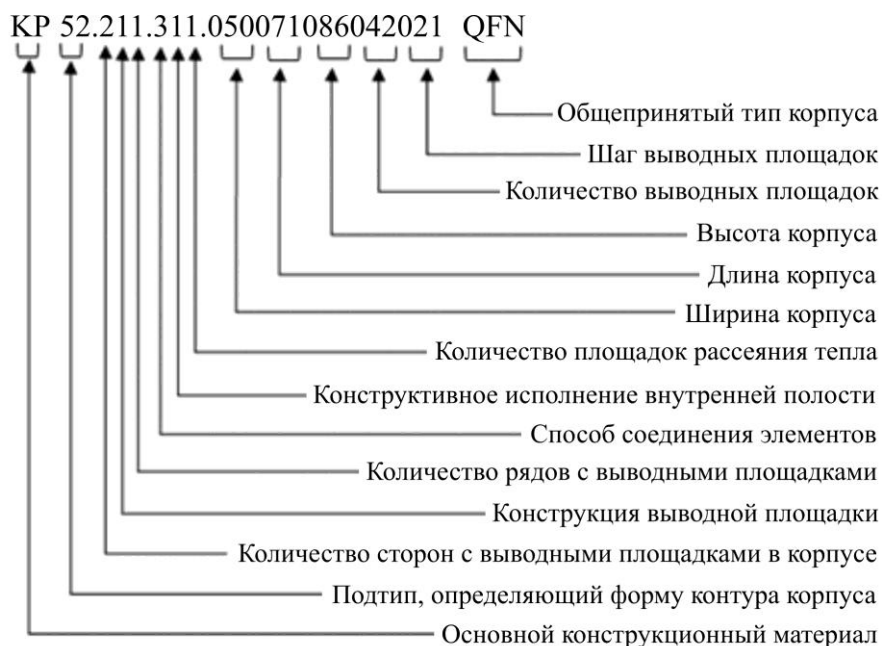 КР 52.211.311.050071086042021 QFN
Общепринятый тип корпуса
Шаг выводных площадок
Количество выводных площадок
Высота корпуса
Длина корпуса
Ширина корпуса
Количество площадок рассеяния тепла
Конструктивное исполнение внутренней полости
Способ соединения элементов
Количество рядов с выводными площадками
Конструкция выводной площадки
Количество сторон с выводными площадками в корпусе
Подтип, определяющий форму контура корпуса
Основной конструкционный материал